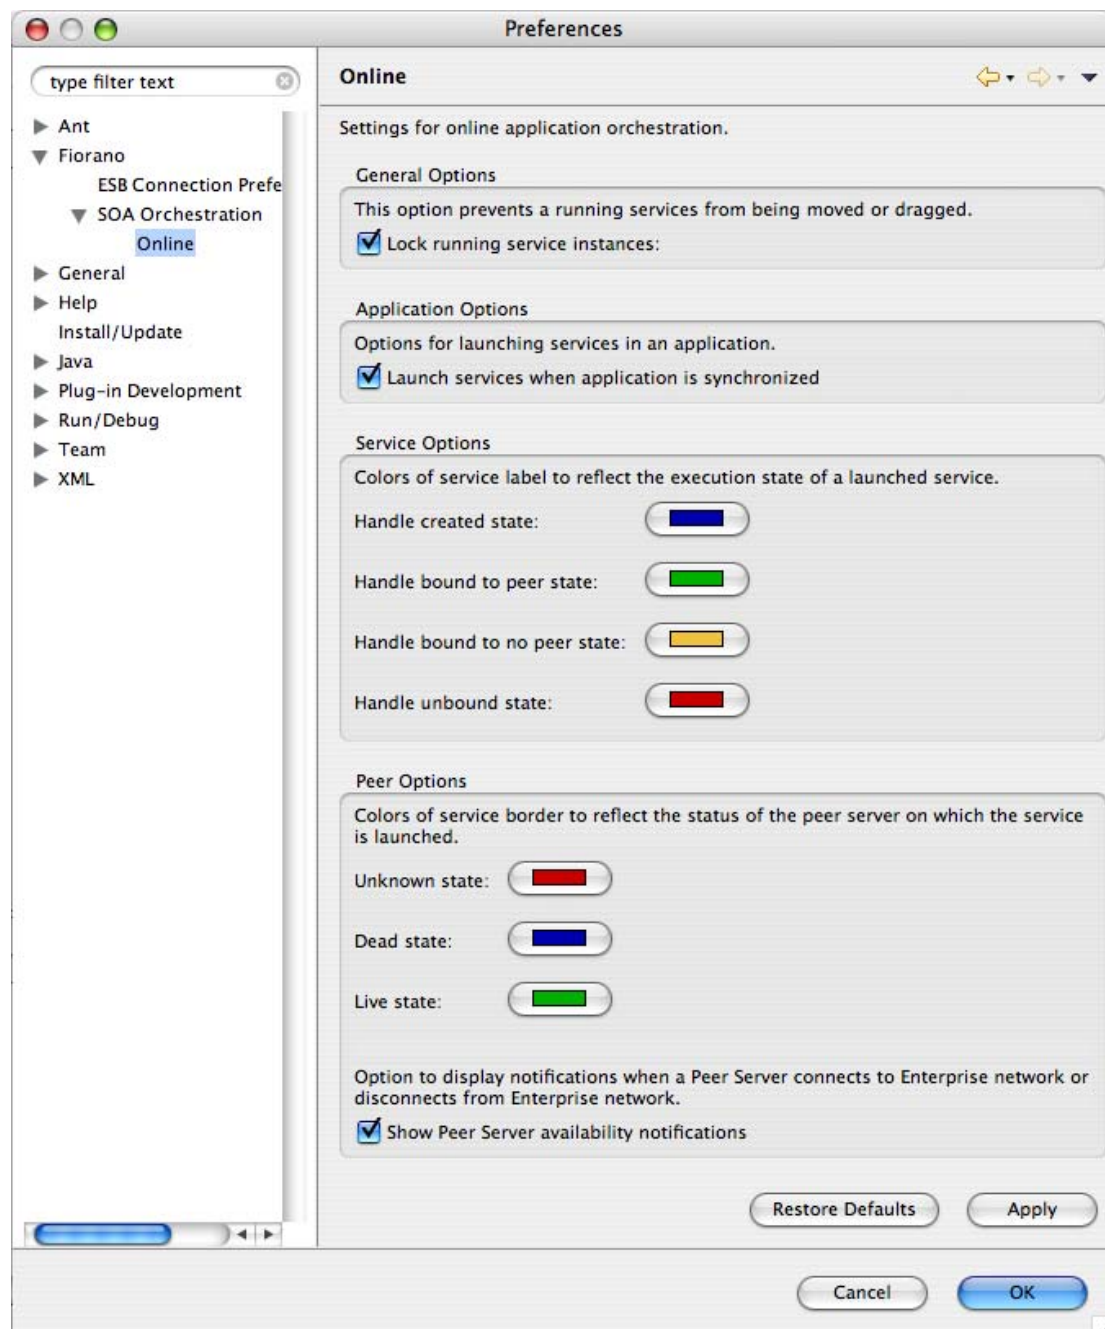 Preferences
type filter text
Ant
Fiorano
ESB Connection Prefe
SOA Orchestration
Online
General
Help
Install/Update
Java
Plug-in Development
Run/Debug
Team
XML
Online
Settings for online application orchestration.
General Options
This option prevents a running services from being moved or dragged.
Lock running service instances:
Application Options
Options for launching services in an application.
Launch services when application is synchronized
Service Options
Colors of service label to reflect the execution state of a launched service.
Handle created state:
Handle bound to peer state:
Handle bound to no peer state:
Handle unbound state:
Peer Options
Colors of service border to reflect the status of the peer server on which the service
is launched.
Unknown state:
Dead state:
Live state:
Option to display notifications when a Peer Server connects to Enterprise network or
disconnects from Enterprise network.
Show Peer Server availability notifications
Restore Defaults
Apply
Cancel
OK